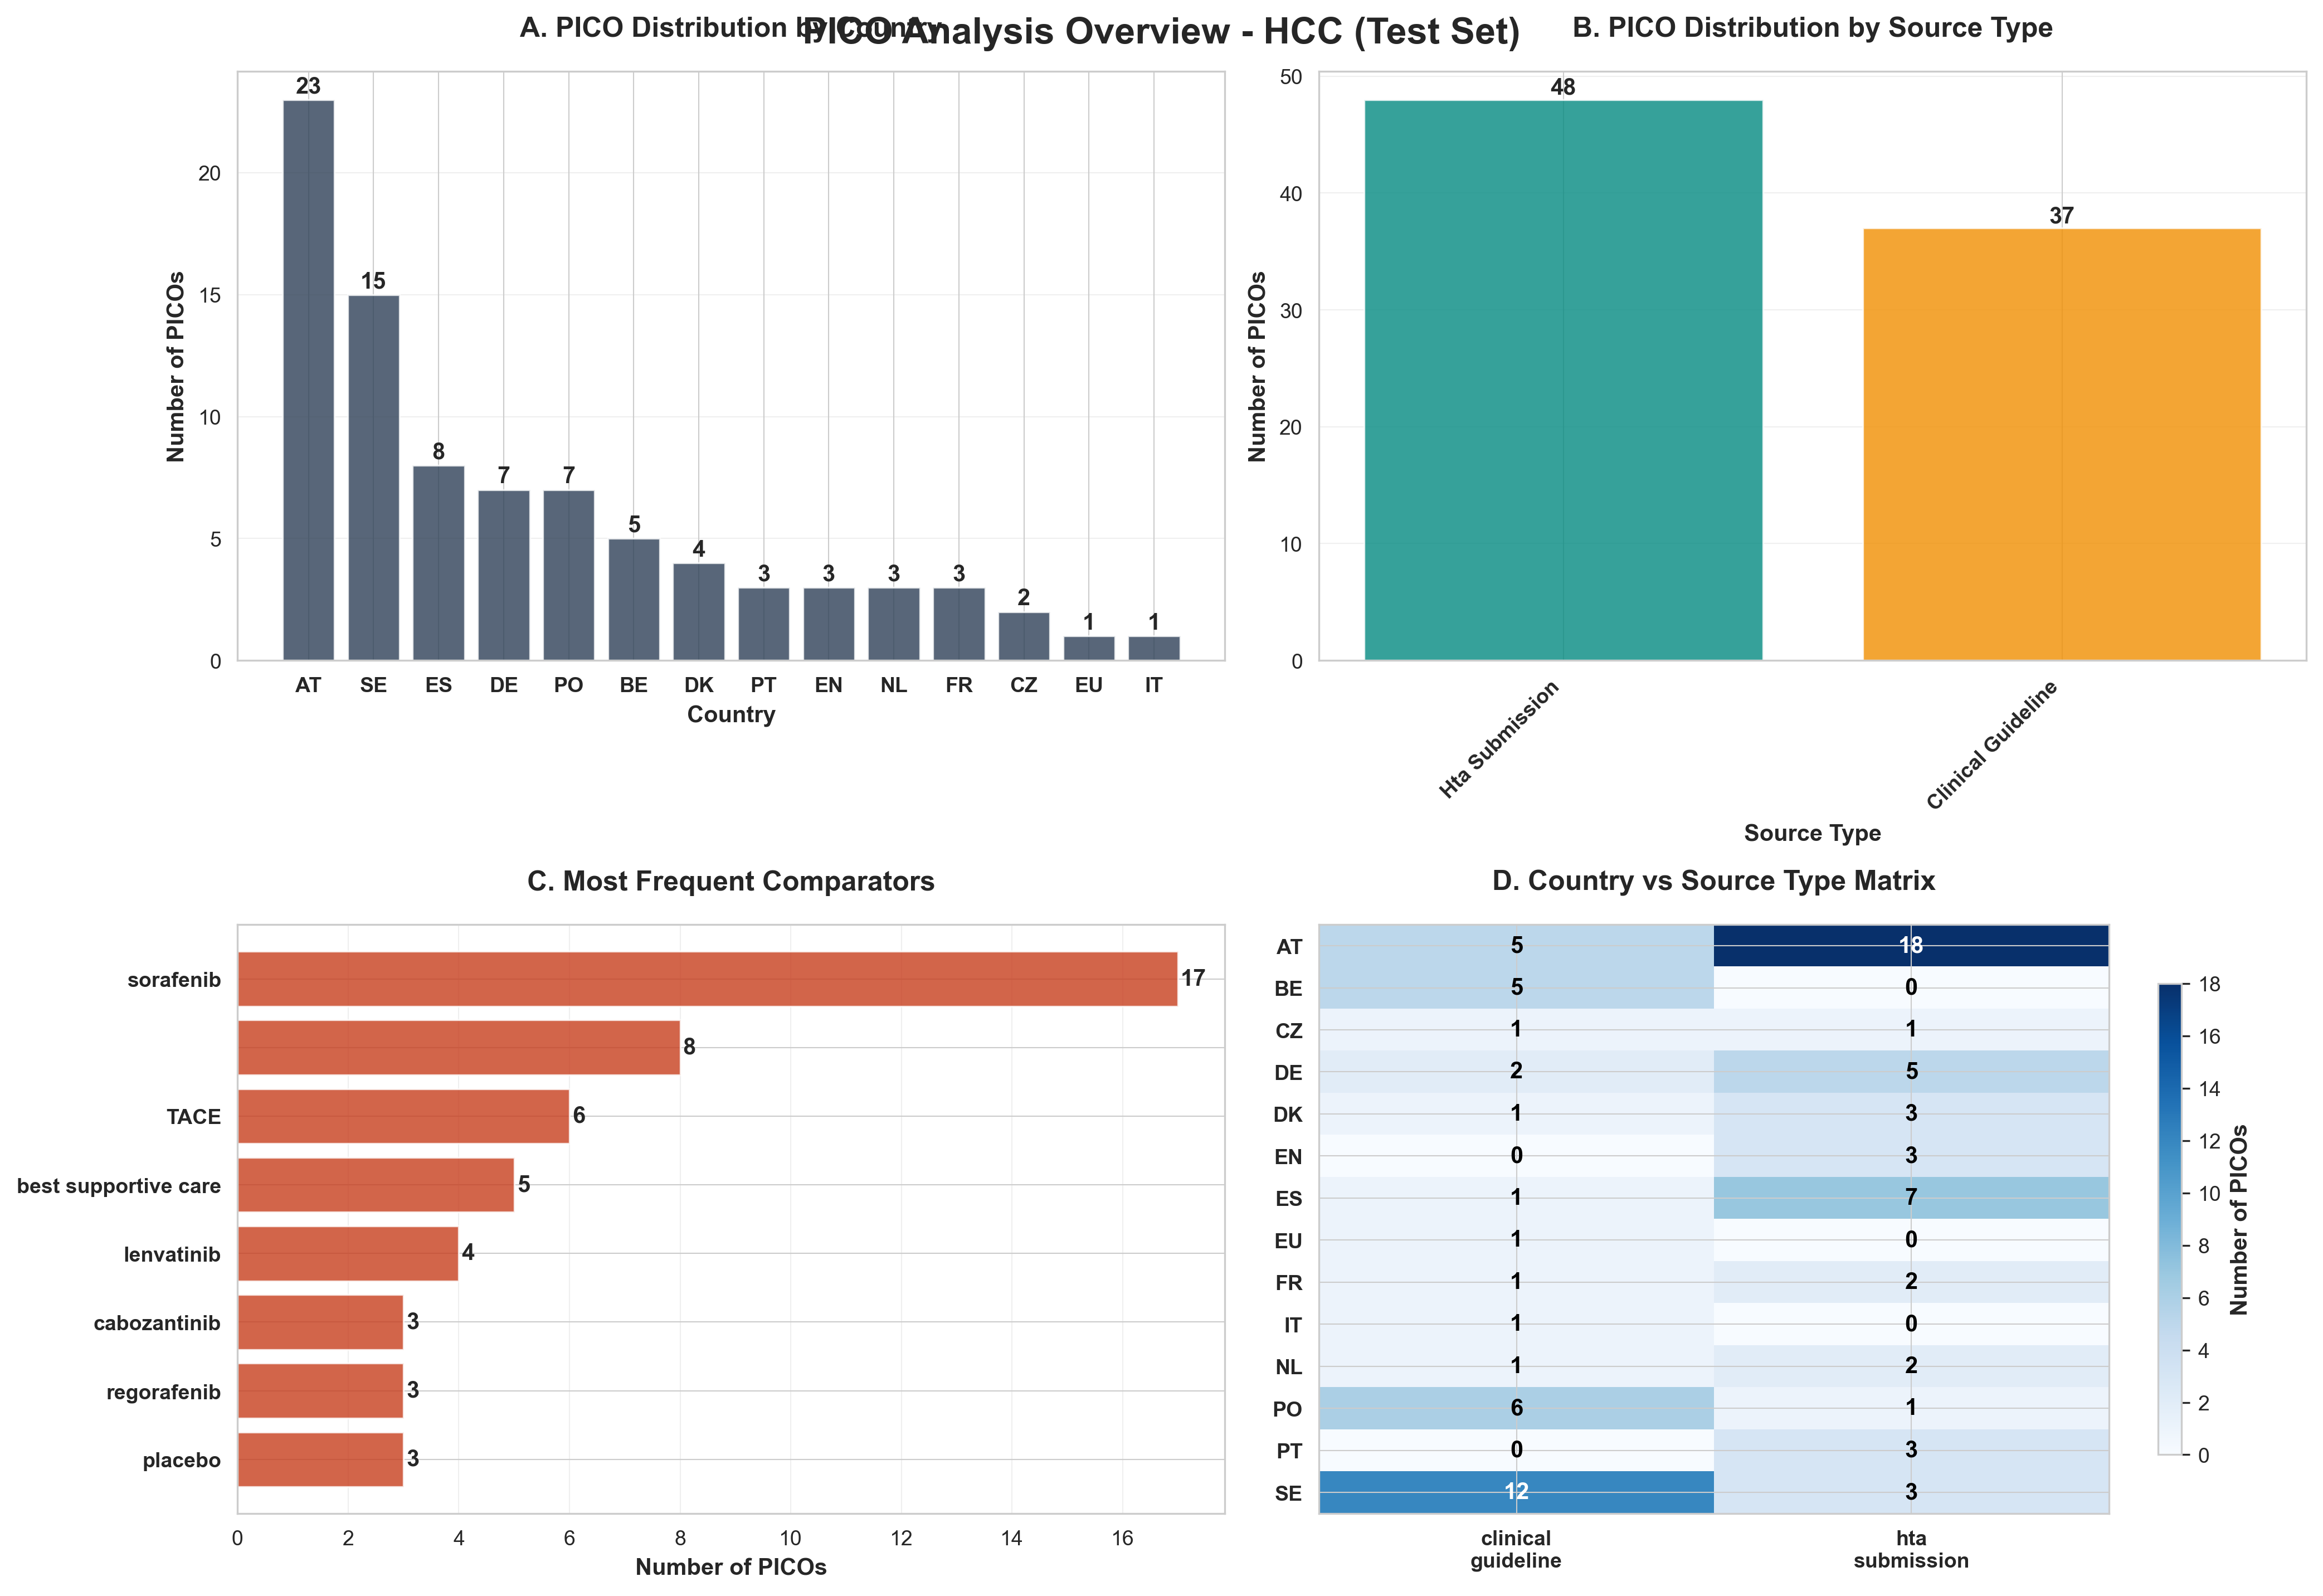 PICO Analysis Overview - HCC (Test Set)
A. PICO Distribution by Country
Number of PICOs
20
15
10
5
0
23
15
8
7
7
5
4
3
3
3
3
2
1
1
AT SE ES DE PO BE DK PT EN NL FR CZ EU IT
Country
B. PICO Distribution by Source Type
Number of PICOs
50
40
30
20
10
0
48
37
Hta Submission
Clinical Guideline
Source Type
C. Most Frequent Comparators
sorafenib 17
8
TACE 6
best supportive care 5
lenvatinib 4
cabozantinib 3
regorafenib 3
placebo 3
0 2 4 6 8 10 12 14 16
Number of PICOs
D. Country vs Source Type Matrix
AT 5 18
BE 5 0
CZ 1 1
DE 2 5
DK 1 3
EN 0 3
ES 1 7
EU 1 0
FR 1 2
IT 1 0
NL 1 2
PO 6 1
PT 0 3
SE 12 3
clinical
guideline
hta
submission
18
16
14
12
10
8
6
4
2
0
Number of PICOs